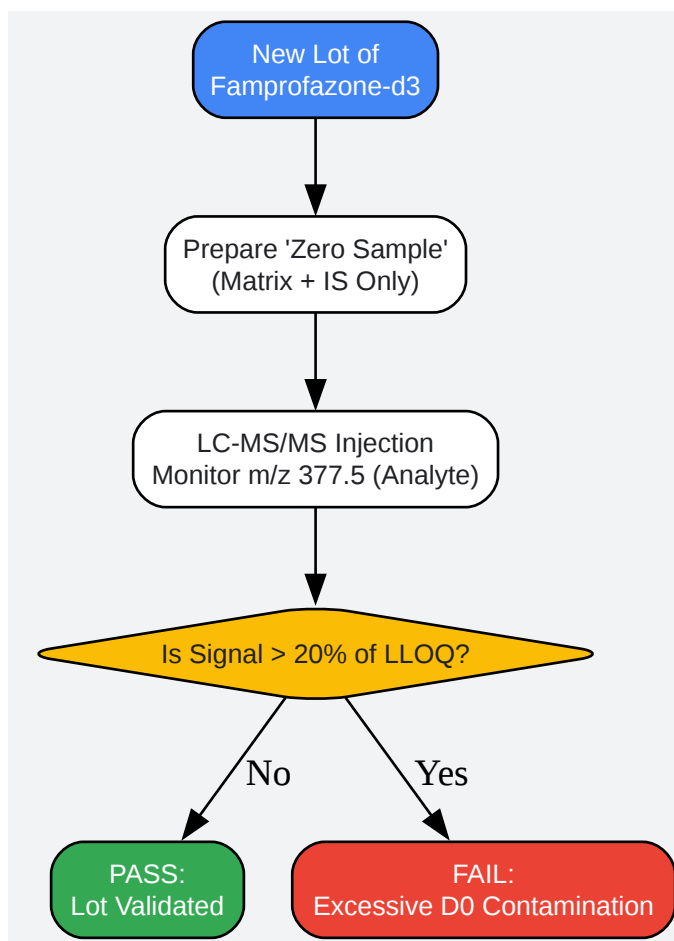 New Lot of
Famprofazone-d3
Prepare 'Zero Sample'
(Matrix + IS Only)
LC-MS/MS Injection
Monitor m/z 377.5 (Analyte)
Is Signal > 20% of LLOQ?
No
Yes
PASS:
Lot Validated
FAIL:
Excessive D0 Contamination